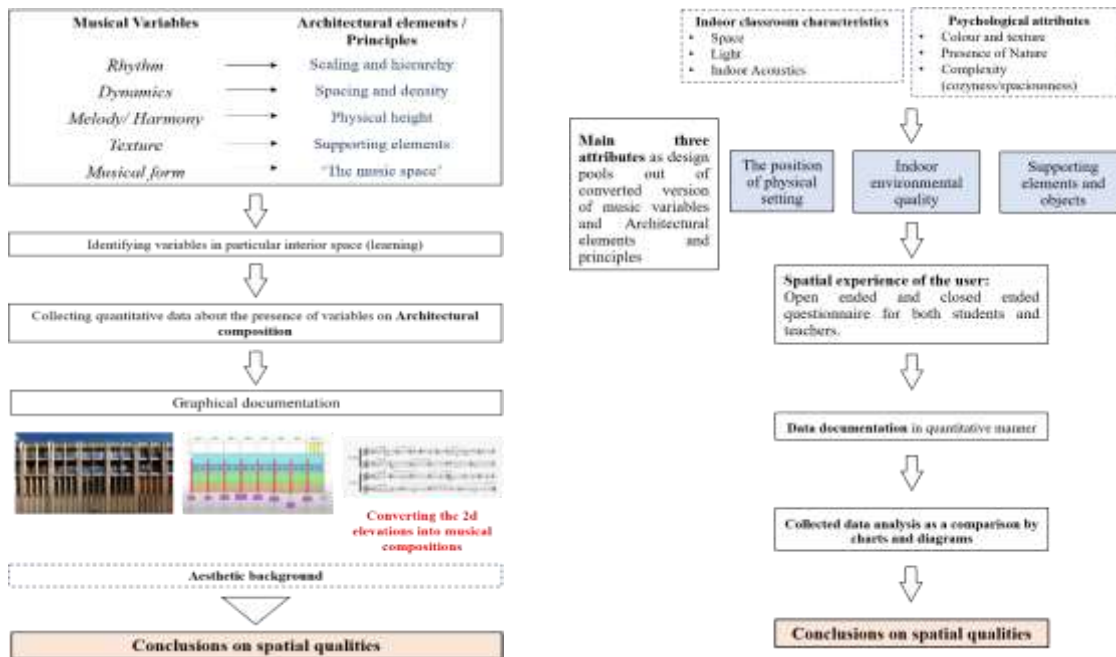 Musical Variables
Architectural elements /
Principles
Rhythm
Scaling and hierarchy
Dynamics
Spacing and density
Melody/ Harmony
Physical height
Texture
Supporting elements
Musical form
"The music space"
Identifying variables in particular interior space (learning)
Collecting quantitative data about the presence of variables on Architectural
composition
Graphical documentation
Converting the 2d
elevations into musical
compositions
Aesthetic background
Conclusions on spatial qualities
Indoor classroom characteristics
• Space
• Light
• Indoor Acoustics
Psychological attributes
• Colour and texture
• Presence of Nature
• Complexity
(cozyness/spaciousness)
Main three
attributes as design
pools out of
converted version
of music variables
and Architectural
elements and
principles
The position
of physical
setting
Indoor
environmental
quality
Supporting
elements and
objects
Spatial experience of the user:
Open ended and closed ended
questionnaire for both students and
teachers.
Data documentation in quantitative manner
Collected data analysis as a comparison by
charts and diagrams
Conclusions on spatial qualities